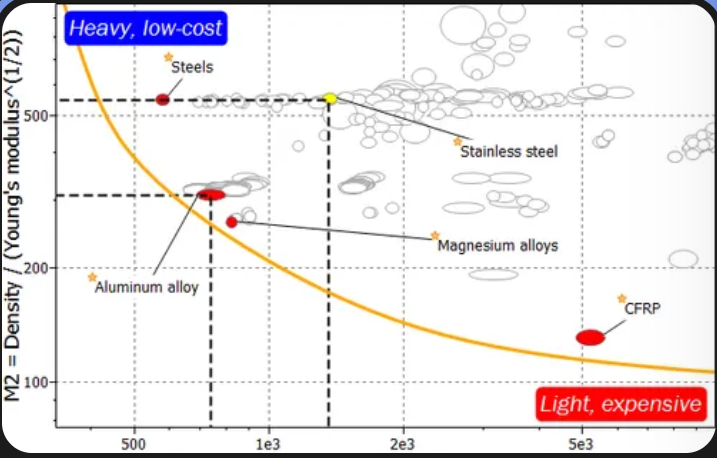 Heavy, low-cost
Steels
500
Stainless steel
Magnesium alloys
200
Aluminum alloy
CFRP
100
Light, expensive
500
1e3
2e3
5e3
M2 = Density / (Young's modulus^(1/2))